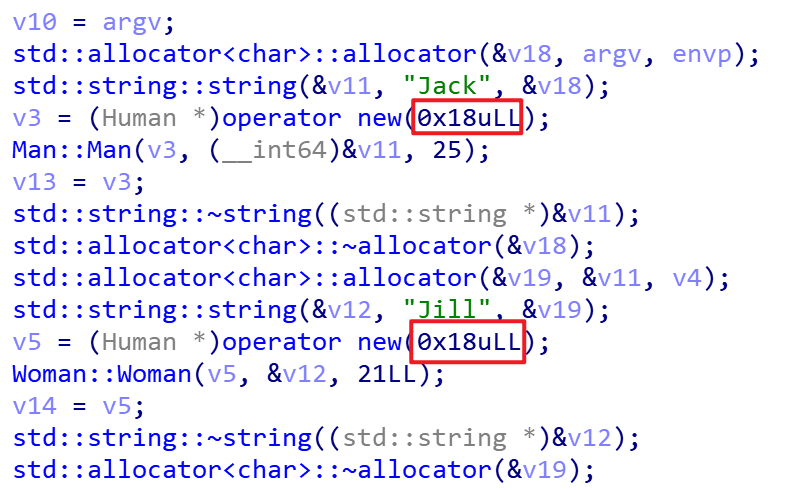 v10 = argv;
std::allocator<char>::allocator(&v18, argv, envp);
std::string::string(&v11, "Jack", &v18);
v3 = (Human *)operator new(0x18uLL);
Man::Man(v3, (__int64)&v11, 25);
v13 = v3;
std::string::~string((std::string *)&v11);
std::allocator<char>::~allocator(&v18);
std::allocator<char>::allocator(&v19, &v11, v4);
std::string::string(&v12, "Jill", &v19);
v5 = (Human *)operator new(0x18uLL);
Woman::Woman(v5, &v12, 21LL);
v14 = v5;
std::string::~string((std::string *)&v12);
std::allocator<char>::~allocator(&v19);